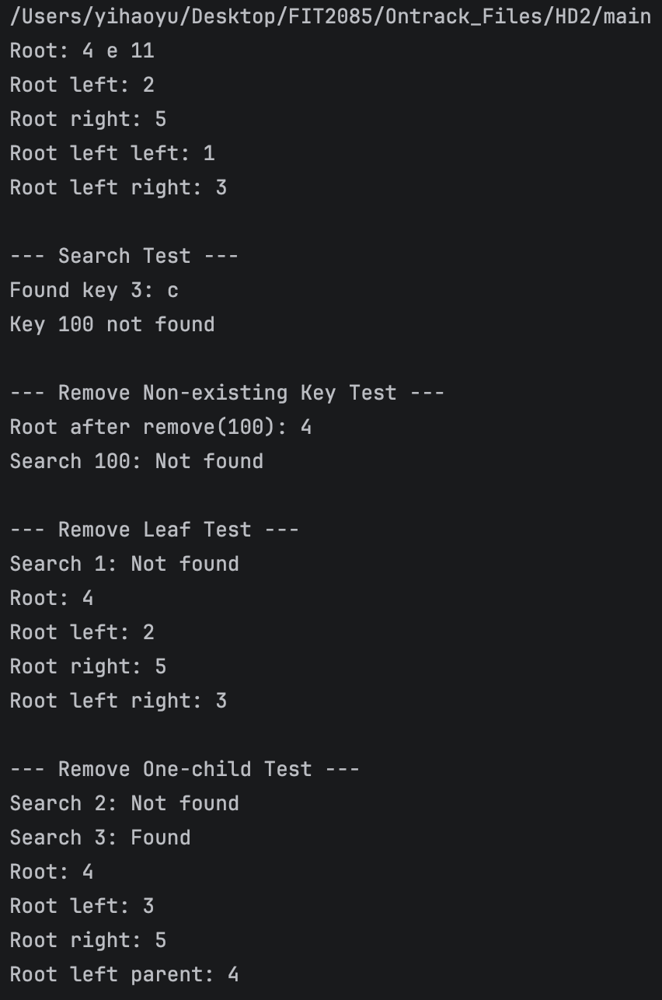 /Users/yihaoyu/Desktop/FIT2085/Ontrack_Files/HD2/main
Root: 4 e 11
Root left: 2
Root right: 5
Root left left: 1
Root left right: 3
--- Search Test ---
Found key 3: c
Key 100 not found
--- Remove Non-existing Key Test ---
Root after remove(100): 4
Search 100: Not found
--- Remove Leaf Test ---
Search 1: Not found
Root: 4
Root left: 2
Root right: 5
Root left right: 3
--- Remove One-child Test ---
Search 2: Not found
Search 3: Found
Root: 4
Root left: 3
Root right: 5
Root left parent: 4